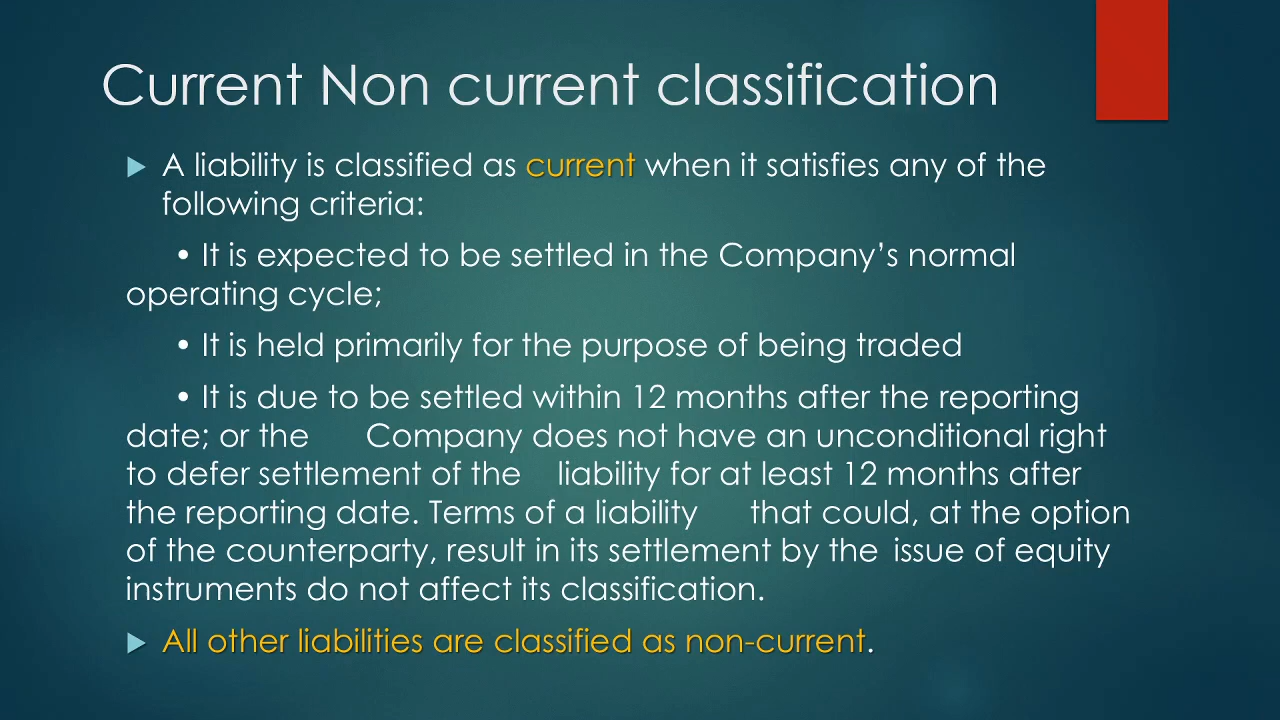 Current Non current classification
A liability is classified as current when it satisfies any of the
following criteria:
• It is expected to be settled in the Company’s normal
operating cycle;
• It is held primarily for the purpose of being traded
• It is due to be settled within 12 months after the reporting
date; or the Company does not have an unconditional right
to defer settlement of the liability for at least 12 months after
the reporting date. Terms of a liability that could, at the option
of the counterparty, result in its settlement by the issue of equity
instruments do not affect its classification.
All other liabilities are classified as non-current.